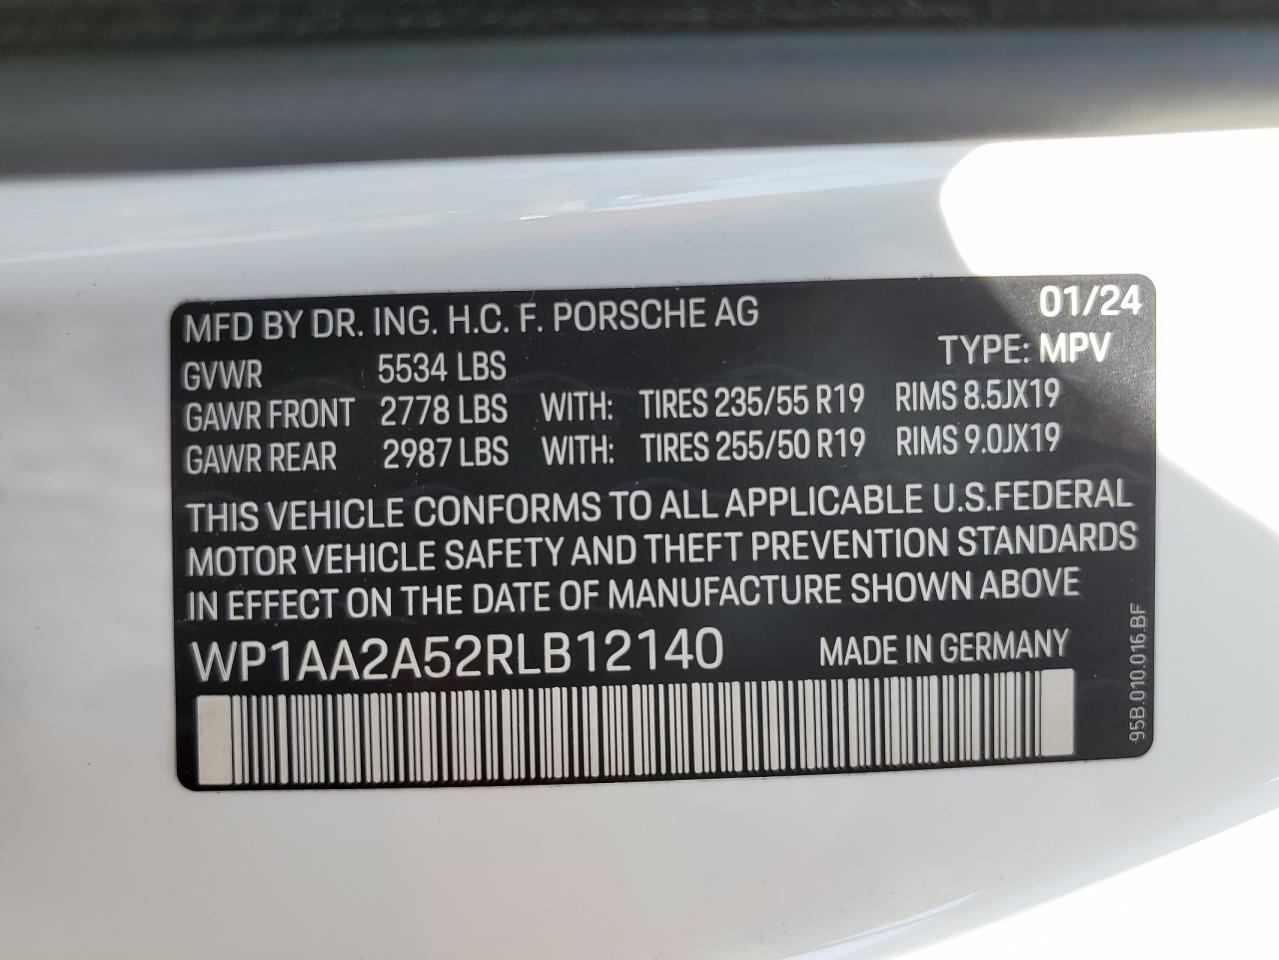 MFD BY DR. ING. H.C. F. PORSCHE AG 01/24
GVWR 5534 LBS TYPE: MPV
GAWR FRONT 2778 LBS WITH: TIRES 235/55 R19 RIMS 8.5JX19
GAWR REAR 2987 LBS WITH: TIRES 255/50 R19 RIMS 9.0JX19
THIS VEHICLE CONFORMS TO ALL APPLICABLE U.S.FEDERAL
MOTOR VEHICLE SAFETY AND THEFT PREVENTION STANDARDS
IN EFFECT ON THE DATE OF MANUFACTURE SHOWN ABOVE
WP1AA2A52RLB12140 MADE IN GERMANY
95B.010.016.BF